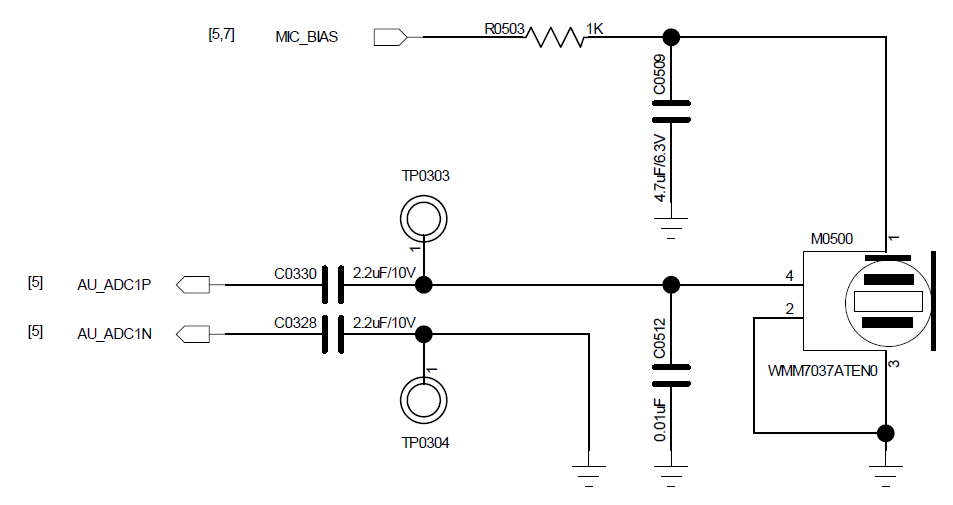 [5,7] MIC_BIAS R0503 1K
C0509
4.7uF/6.3V
TP0303
1
M0500 1
[5] AU_ADC1P C0330 2.2uF/10V 4
2
[5] AU_ADC1N C0328 2.2uF/10V
C0512
0.01uF
WMM7037ATEN0 3
1
TP0304